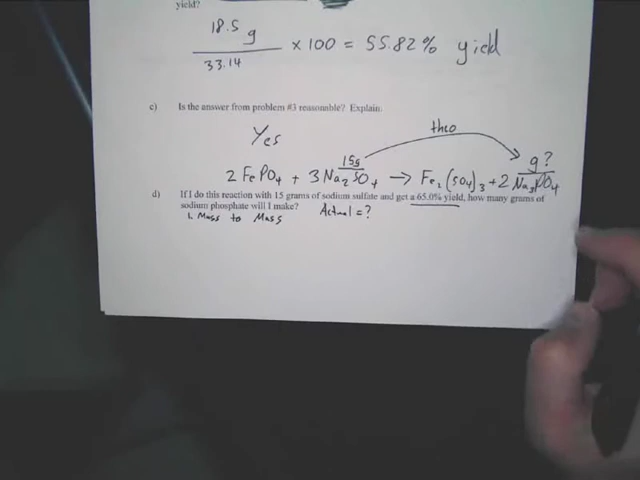 yield?
18.5 g
33.14
× 100 = 55.82% yield
c) Is the answer from problem #3 reasonable? Explain.
Yes
theo
15g
g?
2 FePO₄ + 3 Na₂SO₄ → Fe₂(SO₄)₃ + 2 Na₃PO₄
d) If I do this reaction with 15 grams of sodium sulfate and get a 65.0% yield, how many grams of
sodium phosphate will I make? Actual = ?
1. Mass to Mass